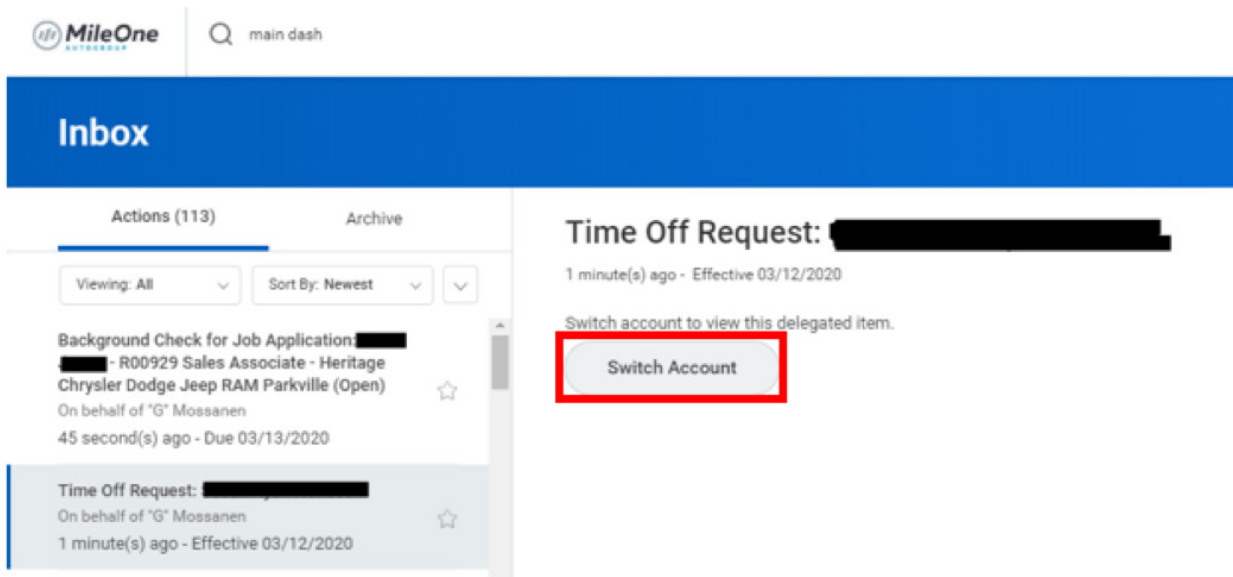 MileOne
AUTOGROUP
main dash
Inbox
Actions (113)
Archive
Viewing: All
Sort By: Newest
Background Check for Job Application:
- R00929 Sales Associate - Heritage
Chrysler Dodge Jeep RAM Parkville (Open)
On behalf of "G" Mossanen
45 second(s) ago - Due 03/13/2020
Time Off Request:
On behalf of "G" Mossanen
1 minute(s) ago - Effective 03/12/2020
Time Off Request:
1 minute(s) ago - Effective 03/12/2020
Switch account to view this delegated item.
Switch Account